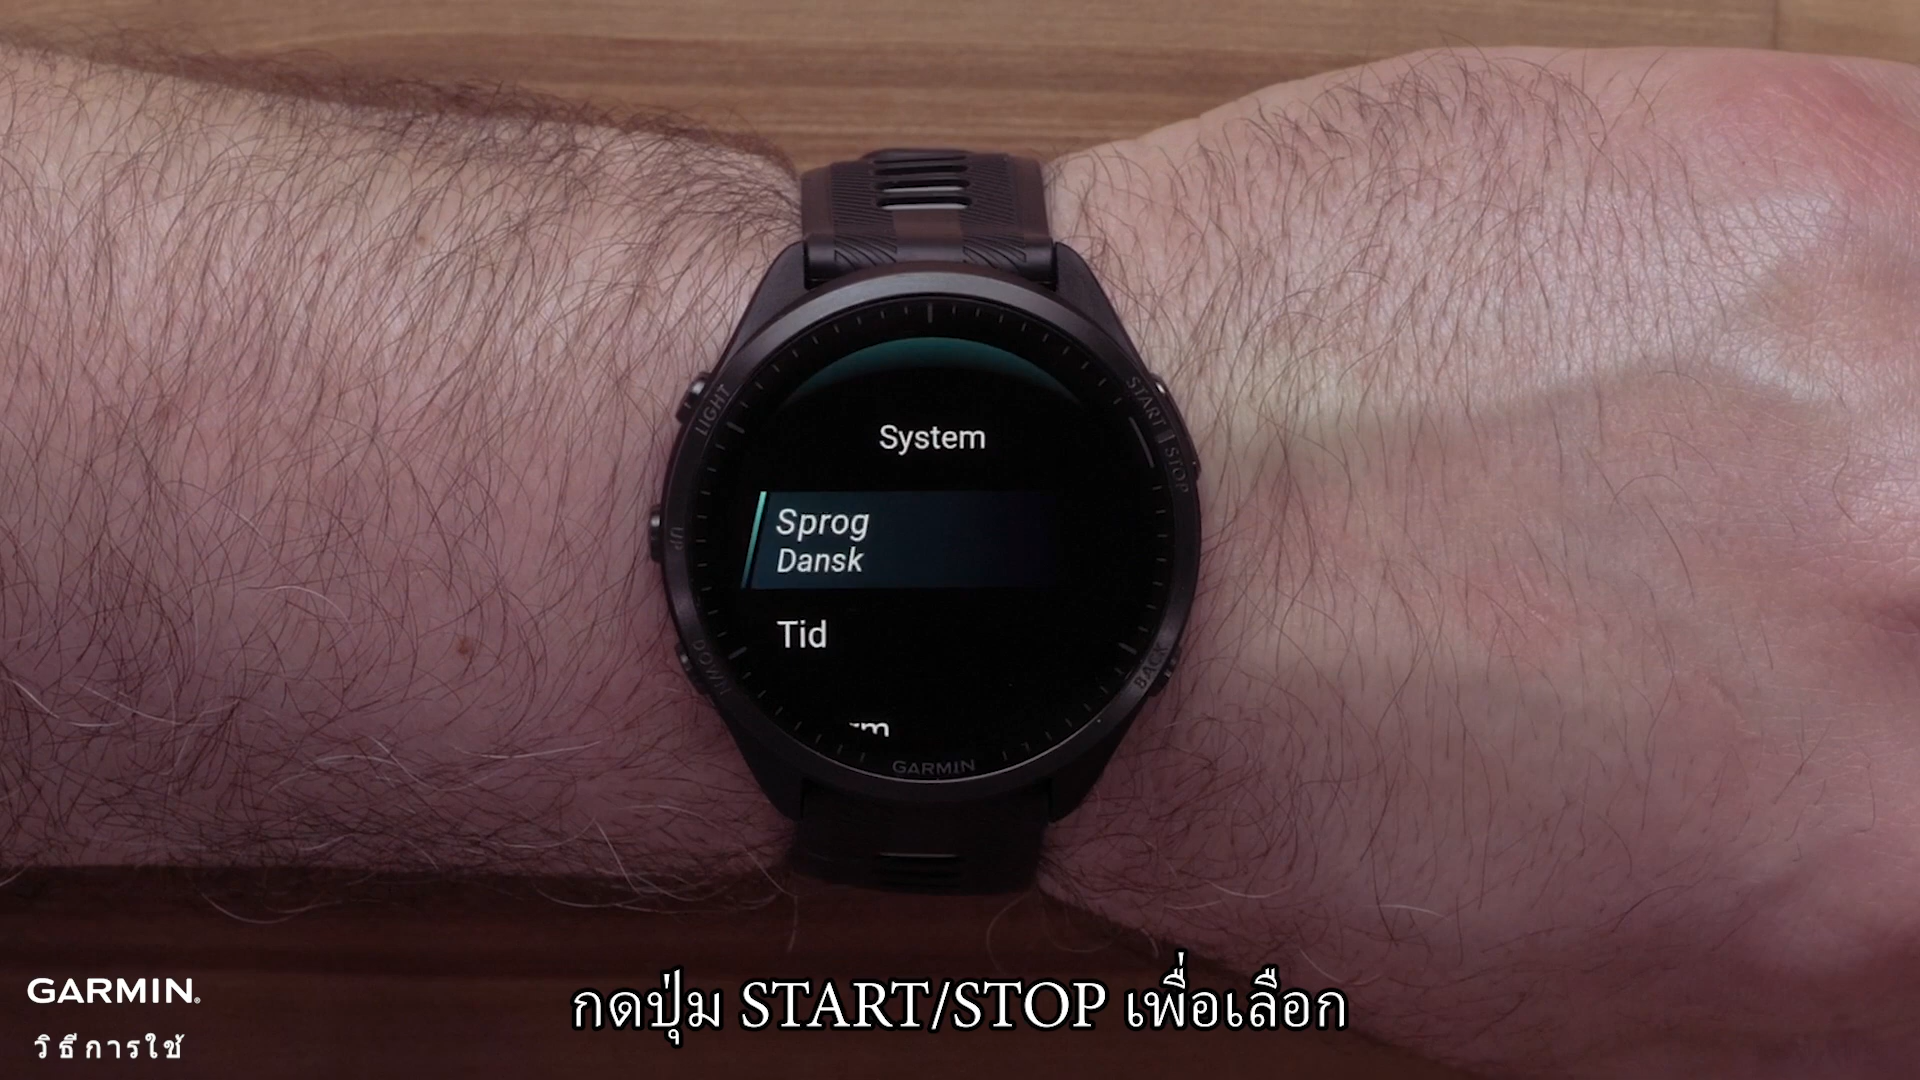 LIGHT
START | STOP
System
Sprog
Dansk
UP
Tid
DOWN
BACK
GARMIN
GARMIN
วิธีการใช้
กดปุ่ม START/STOP เพื่อเลือก